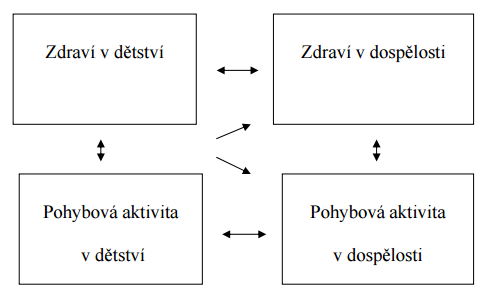 Zdraví v dětství
Zdraví v dospělosti
Pohybová aktivita
v dětství
Pohybová aktivita
v dospělosti